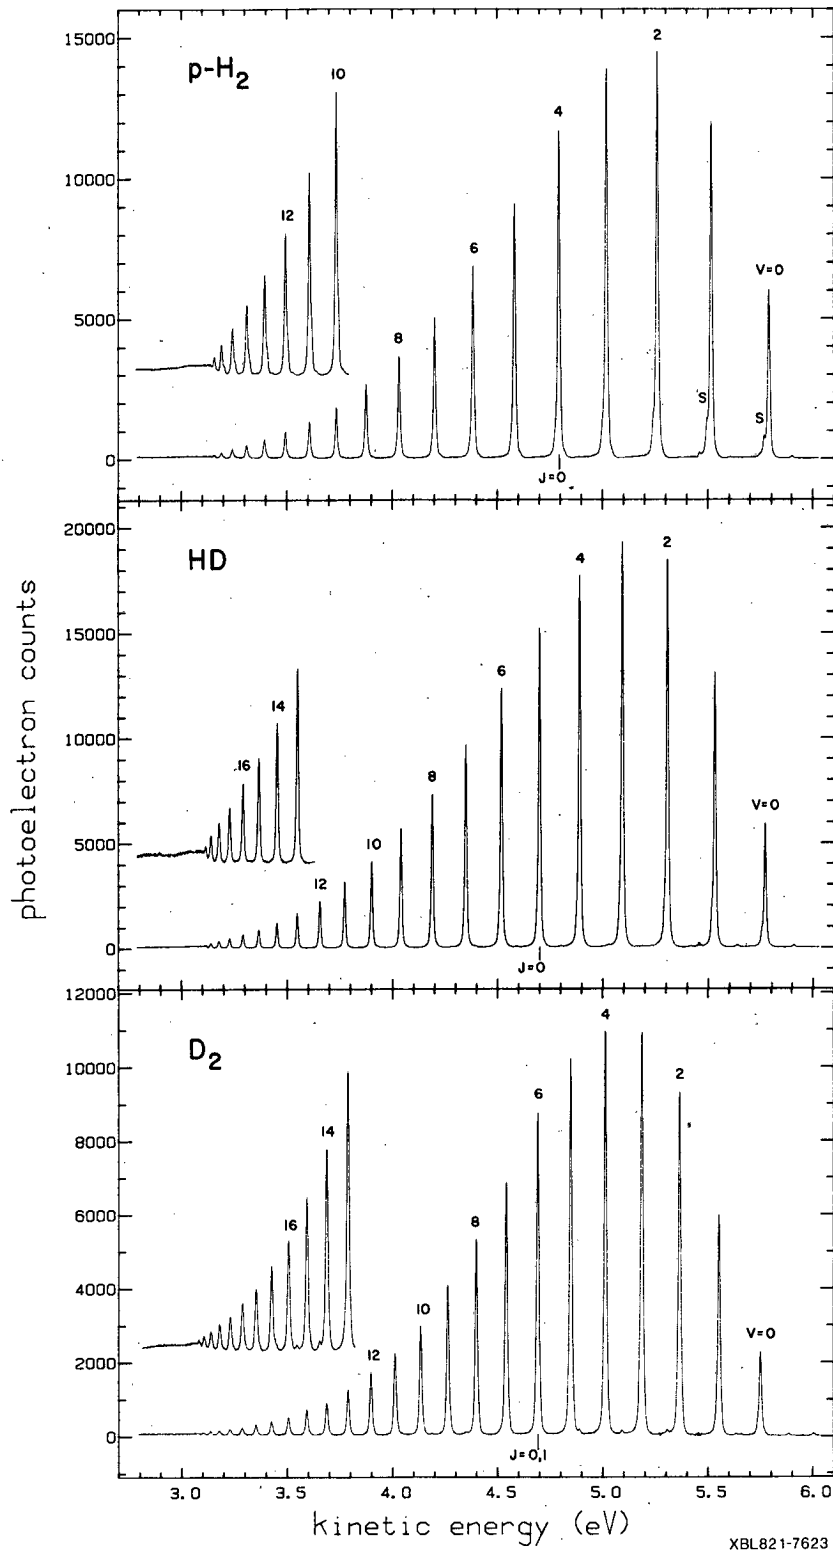 p-H2
15000
10000
5000
0
10
12
2
4
6
8
V=0
S
S
J=0
20000
HD
15000
10000
5000
0
14
16
2
4
6
8
10
12
V=0
J=0
photoelectron counts
12000
D2
10000
8000
6000
4000
2000
0
14
16
4
2
6
8
10
12
V=0
J=0,1
3.0 3.5 4.0 4.5 5.0 5.5 6.0
kinetic energy (eV)
XBL821-7623